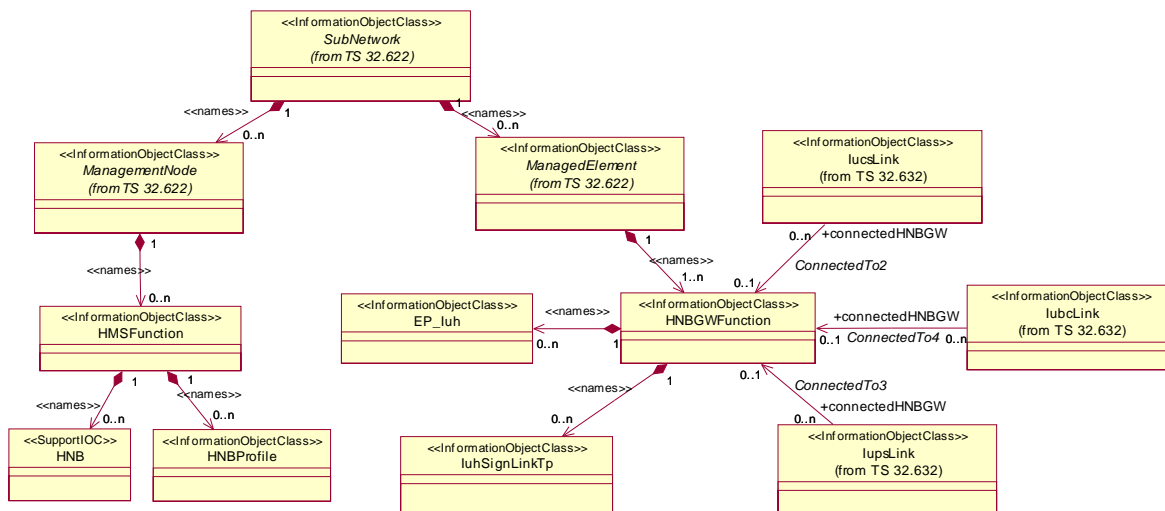 <<InformationObjectClass>>
SubNetwork
(from TS 32.622)
<<names>>
1
0..n
1
<<names>>
0..n
<<InformationObjectClass>>
ManagementNode
(from TS 32.622)
<<InformationObjectClass>>
ManagedElement
(from TS 32.622)
<<InformationObjectClass>>
IucsLink
(from TS 32.632)
1
<<names>>
0..n
1
<<names>>
1..n
0..n
+connectedHNBGW
ConnectedTo2
0..1
<<InformationObjectClass>>
HMSFunction
<<InformationObjectClass>>
EP_Iuh
<<names>>
0..n
1
<<InformationObjectClass>>
HNBGWFunction
+connectedHNBGW
0..1
ConnectedTo4
0..n
<<InformationObjectClass>>
IubcLink
(from TS 32.632)
1
<<names>>
0..n
1
<<names>>
0..n
1
0..n
0..1
ConnectedTo3
+connectedHNBGW
0..n
<<SupportIOC>>
HNB
<<InformationObjectClass>>
HNBProfile
<<InformationObjectClass>>
IuhSignLinkTp
<<InformationObjectClass>>
IupsLink
(from TS 32.632)
<<names>>